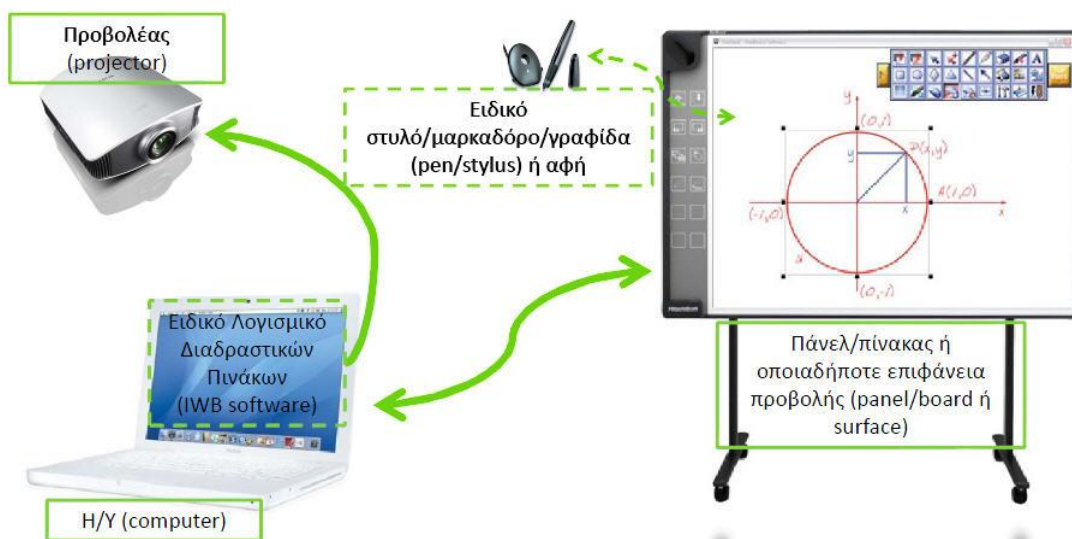 Προβολέας
(projector)
Ειδικό
στυλό/μαρκαδόρο/γραφίδα
(pen/stylus) ή αφή
y
(0,1)
y
P(x,y)
(-1,0)
A(1,0)
x
x
(0,-1)
Ειδικό Λογισμικό
Διαδραστικών
Πινάκων
(IWB software)
Πάνελ/πίνακας ή
οποιαδήποτε επιφάνεια
προβολής (panel/board ή
surface)
Η/Υ (computer)